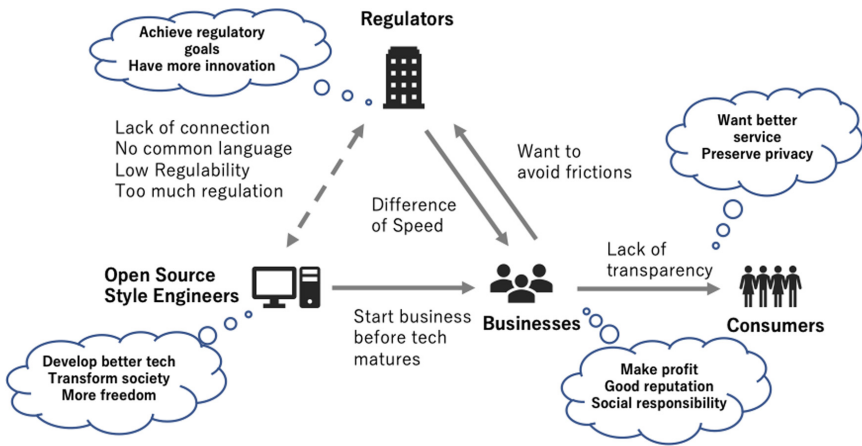 Regulators
Achieve regulatory
goals
Have more innovation
Lack of connection
No common language
Low Regulability
Too much regulation
Want to
avoid frictions
Difference
of Speed
Want better
service
Preserve privacy
Open Source
Style Engineers
Start business
before tech
matures
Businesses
Lack of
transparency
Consumers
Develop better tech
Transform society
More freedom
Make profit
Good reputation
Social responsibility